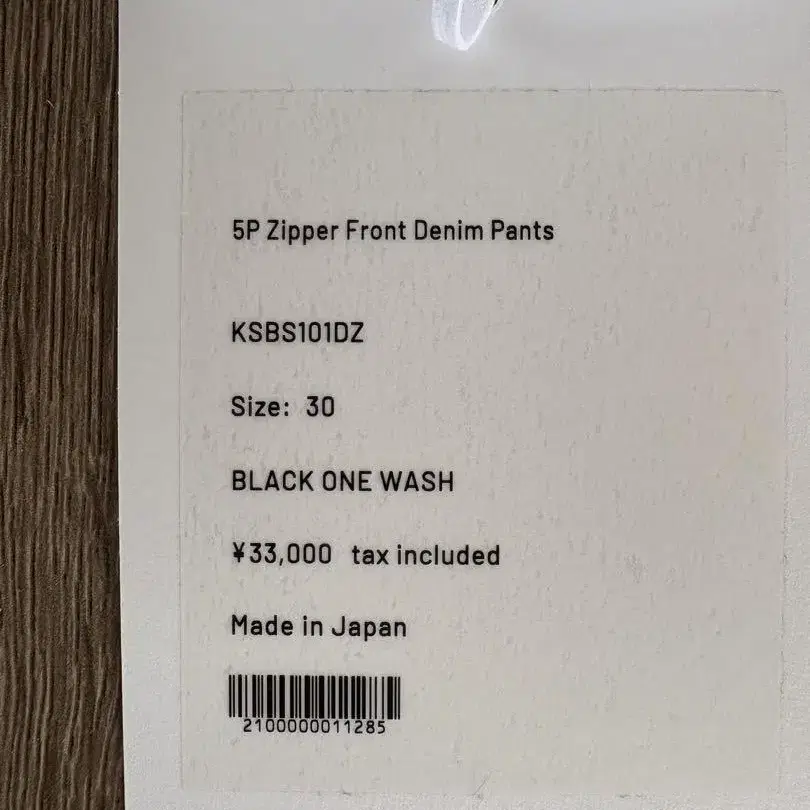 5P Zipper Front Denim Pants
KSBS101DZ
Size: 30
BLACK ONE WASH
¥33,000 tax included
Made in Japan
2100000011285